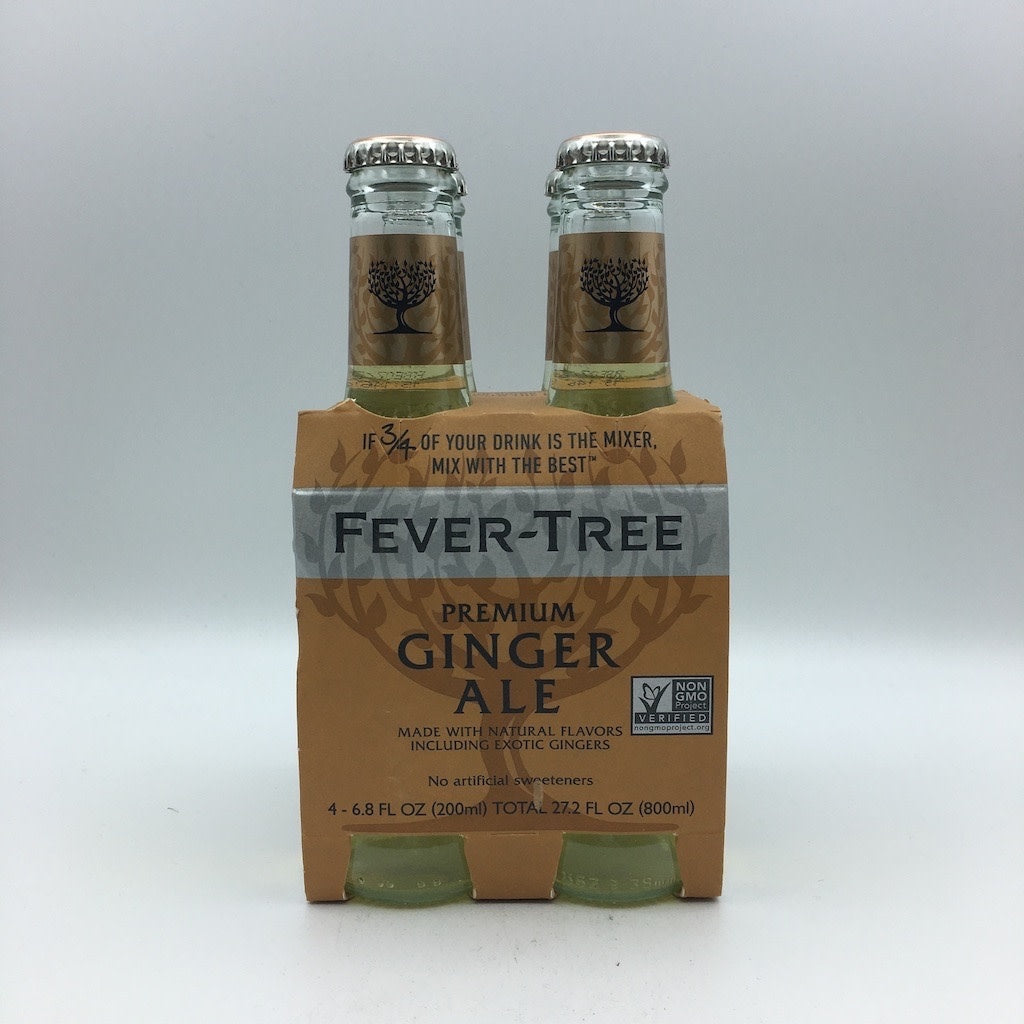 IF 3/4 OF YOUR DRINK IS THE MIXER,
MIX WITH THE BEST™
FEVER-TREE
PREMIUM
GINGER
ALE
MADE WITH NATURAL FLAVORS
INCLUDING EXOTIC GINGERS
NON
GMO
Project
VERIFIED
nongmoproject.org
No artificial sweeteners
4 - 6.8 FL OZ (200ml) TOTAL 27.2 FL OZ (800ml)